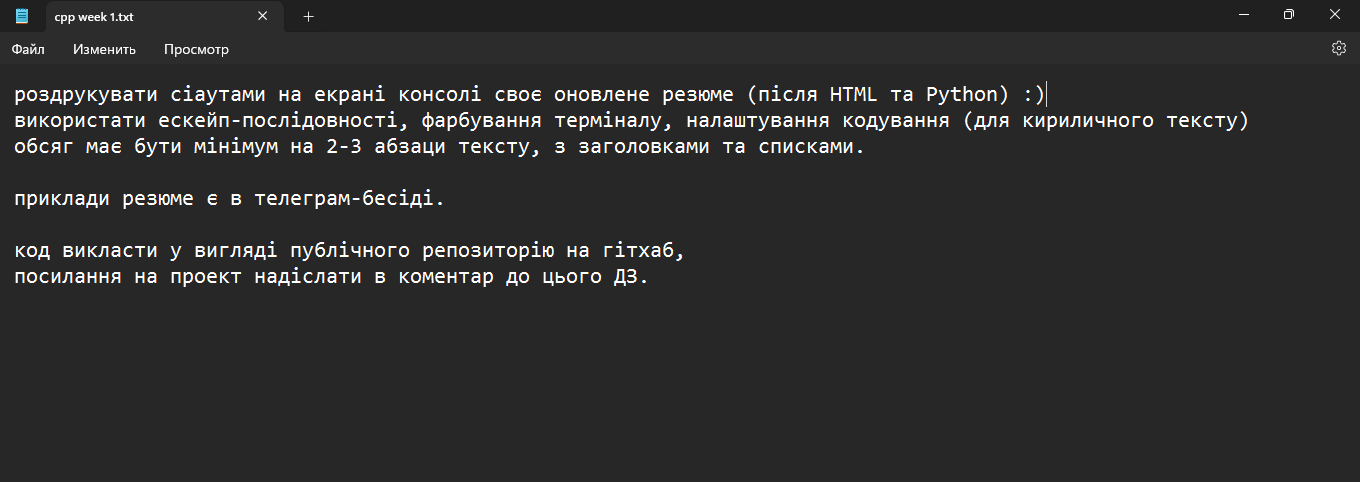 cpp week 1.txt
Файл Изменить Просмотр
роздрукувати сіаутами на екрані консолі своє оновлене резюме (після HTML та Python) :)
використати ескейп-послідовності, фарбування терміналу, налаштування кодування (для кириличного тексту)
обсяг має бути мінімум на 2-3 абзаци тексту, з заголовками та списками.
приклади резюме є в телеграм-бесіді.
код викласти у вигляді публічного репозиторію на гітхаб,
посилання на проект надіслати в коментар до цього ДЗ.